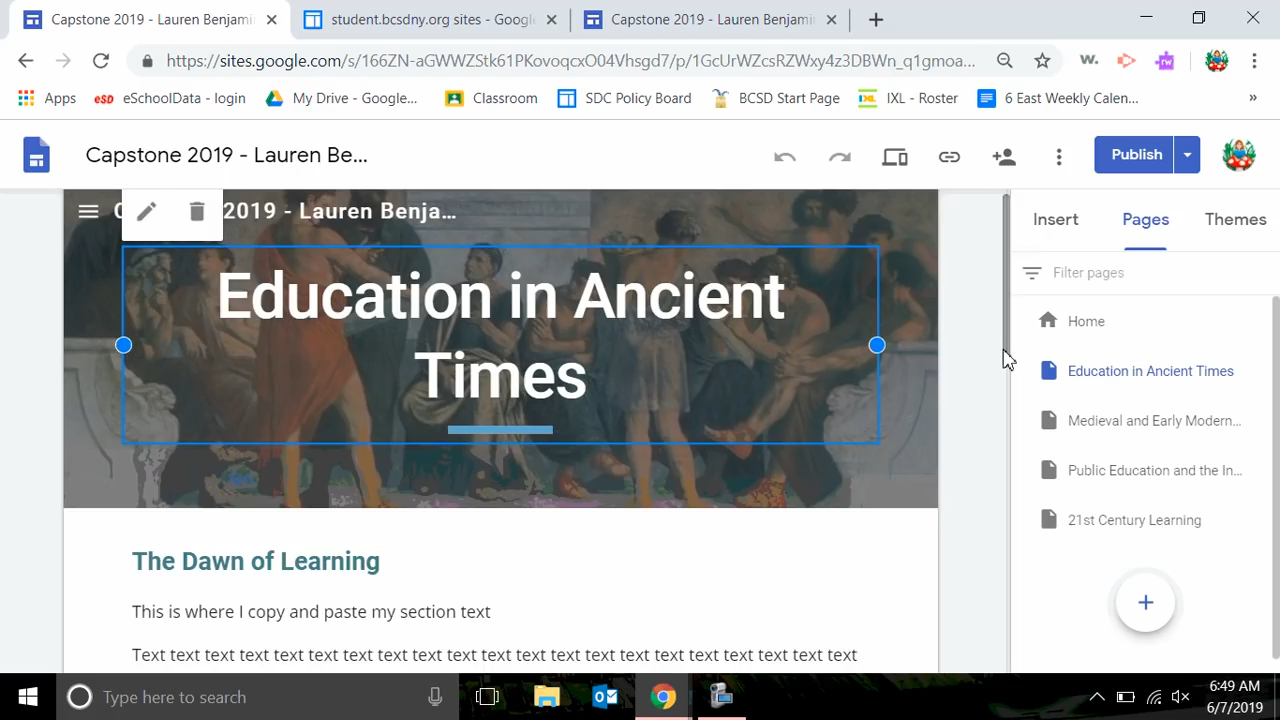 Capstone 2019 - Lauren Benjami
student.bcsdny.org sites - Google
Capstone 2019 - Lauren Benjami
https://sites.google.com/s/166ZN-aGWWZStk61PKovoqcxO04Vhsgd7/p/1GcUrWZcsRZWxy4z3DBWn_q1gmoa...
w.
rw
Apps
esd eSchoolData - login
My Drive - Google...
Classroom
SDC Policy Board
BCSD Start Page
IXL IXL - Roster
6 East Weekly Calen...
»
Capstone 2019 - Lauren Be...
Publish
2019 - Lauren Benja...
Education in Ancient
Times
The Dawn of Learning
This is where I copy and paste my section text
Text text text text text text text text text text text text text text text text text text text text text
Insert
Pages
Themes
Filter pages
Home
Education in Ancient Times
Medieval and Early Modern...
Public Education and the In...
21st Century Learning
Type here to search
6:49 AM
6/7/2019